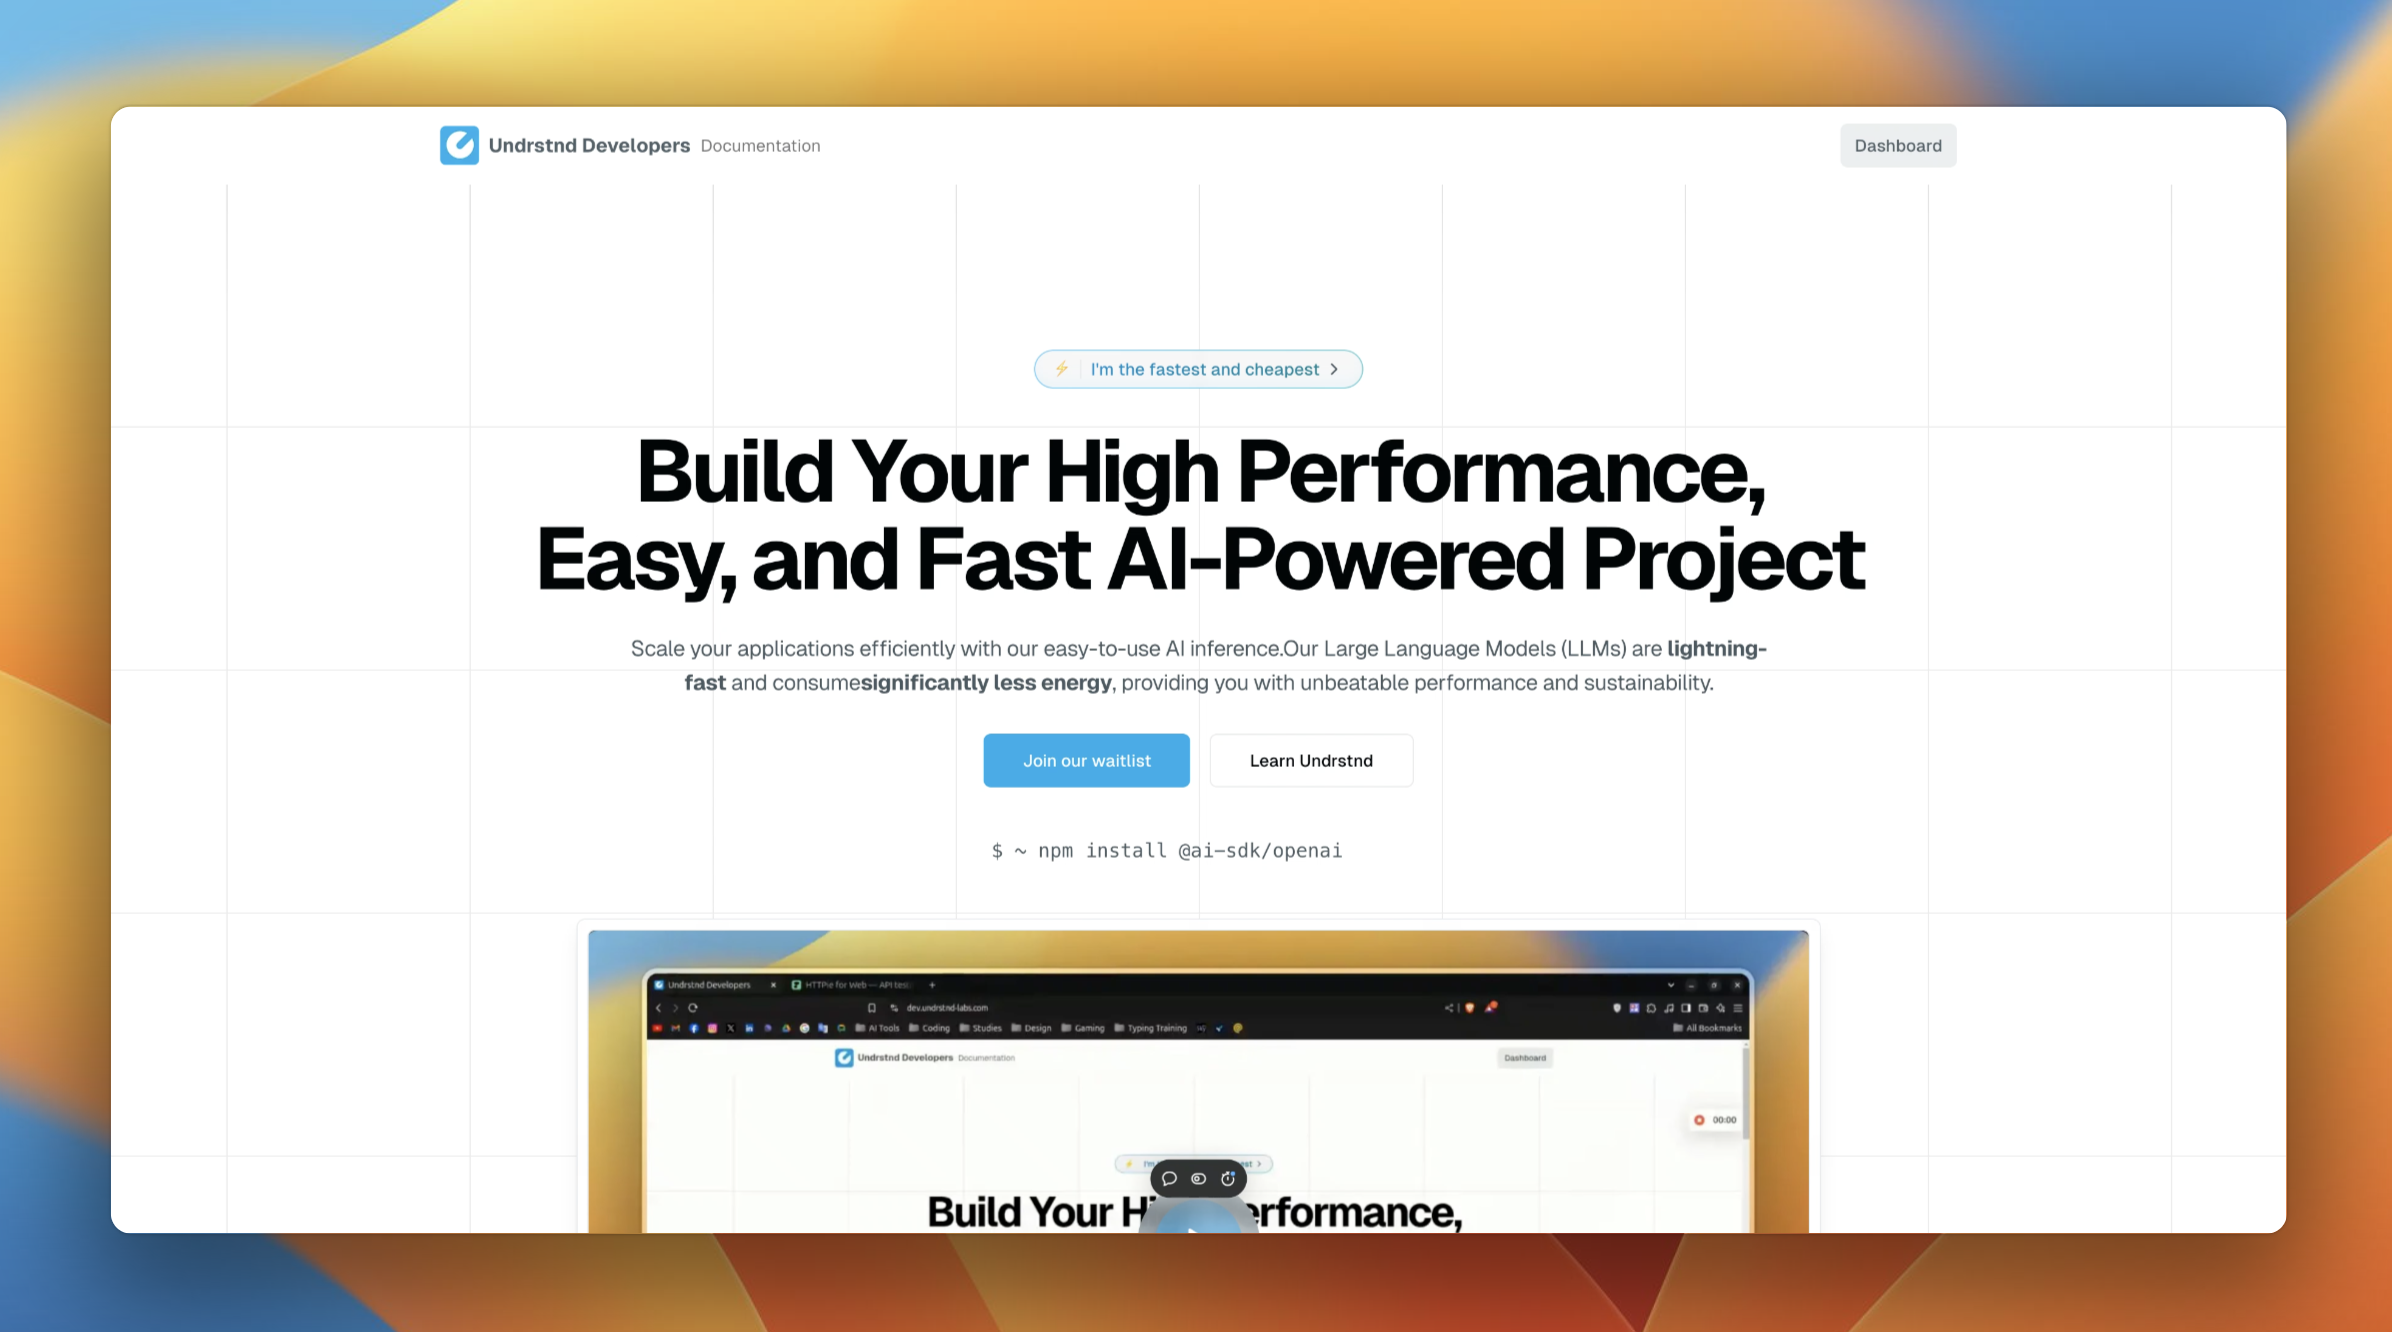 Undrstnd Developers Documentation Dashboard
⚡ I'm the fastest and cheapest >
Build Your High Performance,
Easy, and Fast AI-Powered Project
Scale your applications efficiently with our easy-to-use AI inference.Our Large Language Models (LLMs) are lightning-
fast and consumesignificantly less energy, providing you with unbeatable performance and sustainability.
Join our waitlist Learn Undrstnd
$ ~ npm install @ai-sdk/openai
Undrstnd Developers HTTPie for Web — API
dev.undrstnd-labs.com
AI Tools Coding Studies Design Gaming Typing Training All Bookmarks
Undrstnd Developers Documentation Dashboard
00:00
Build Your Hi erformance,